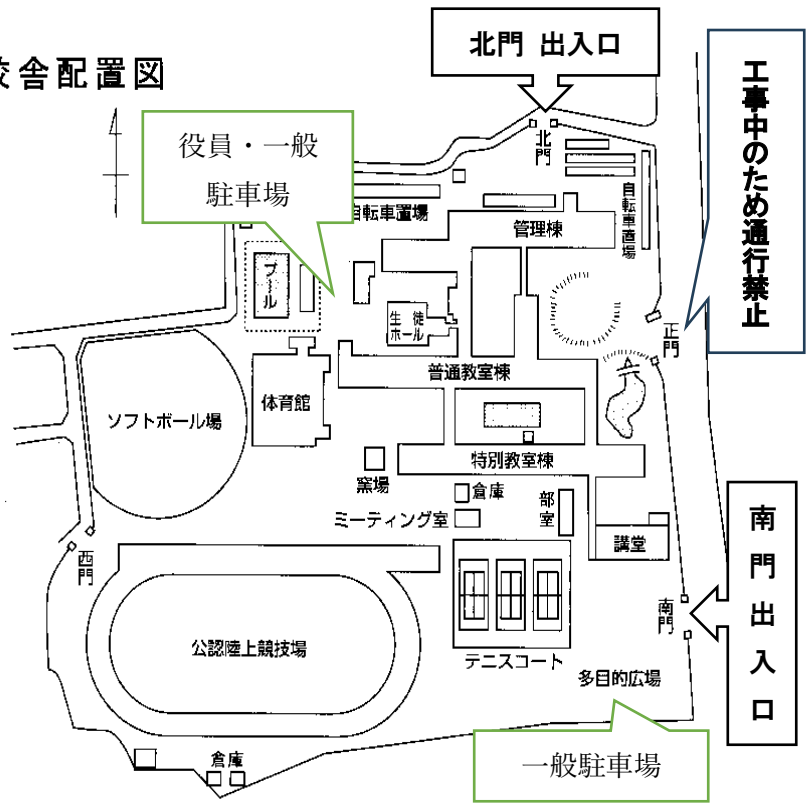 校舎配置図
北門 出入口
工事中のため通行禁止
役員・一般
駐車場
北門
自転車置場
自転車置場
管理棟
プール
生徒
ホール
正門
普通教室棟
体育館
ソフトボール場
特別教室棟
窯場
倉庫
部室
ミーティング室
講堂
南門出入口
西門
南門
公認陸上競技場
テニスコート
多目的広場
倉庫
一般駐車場